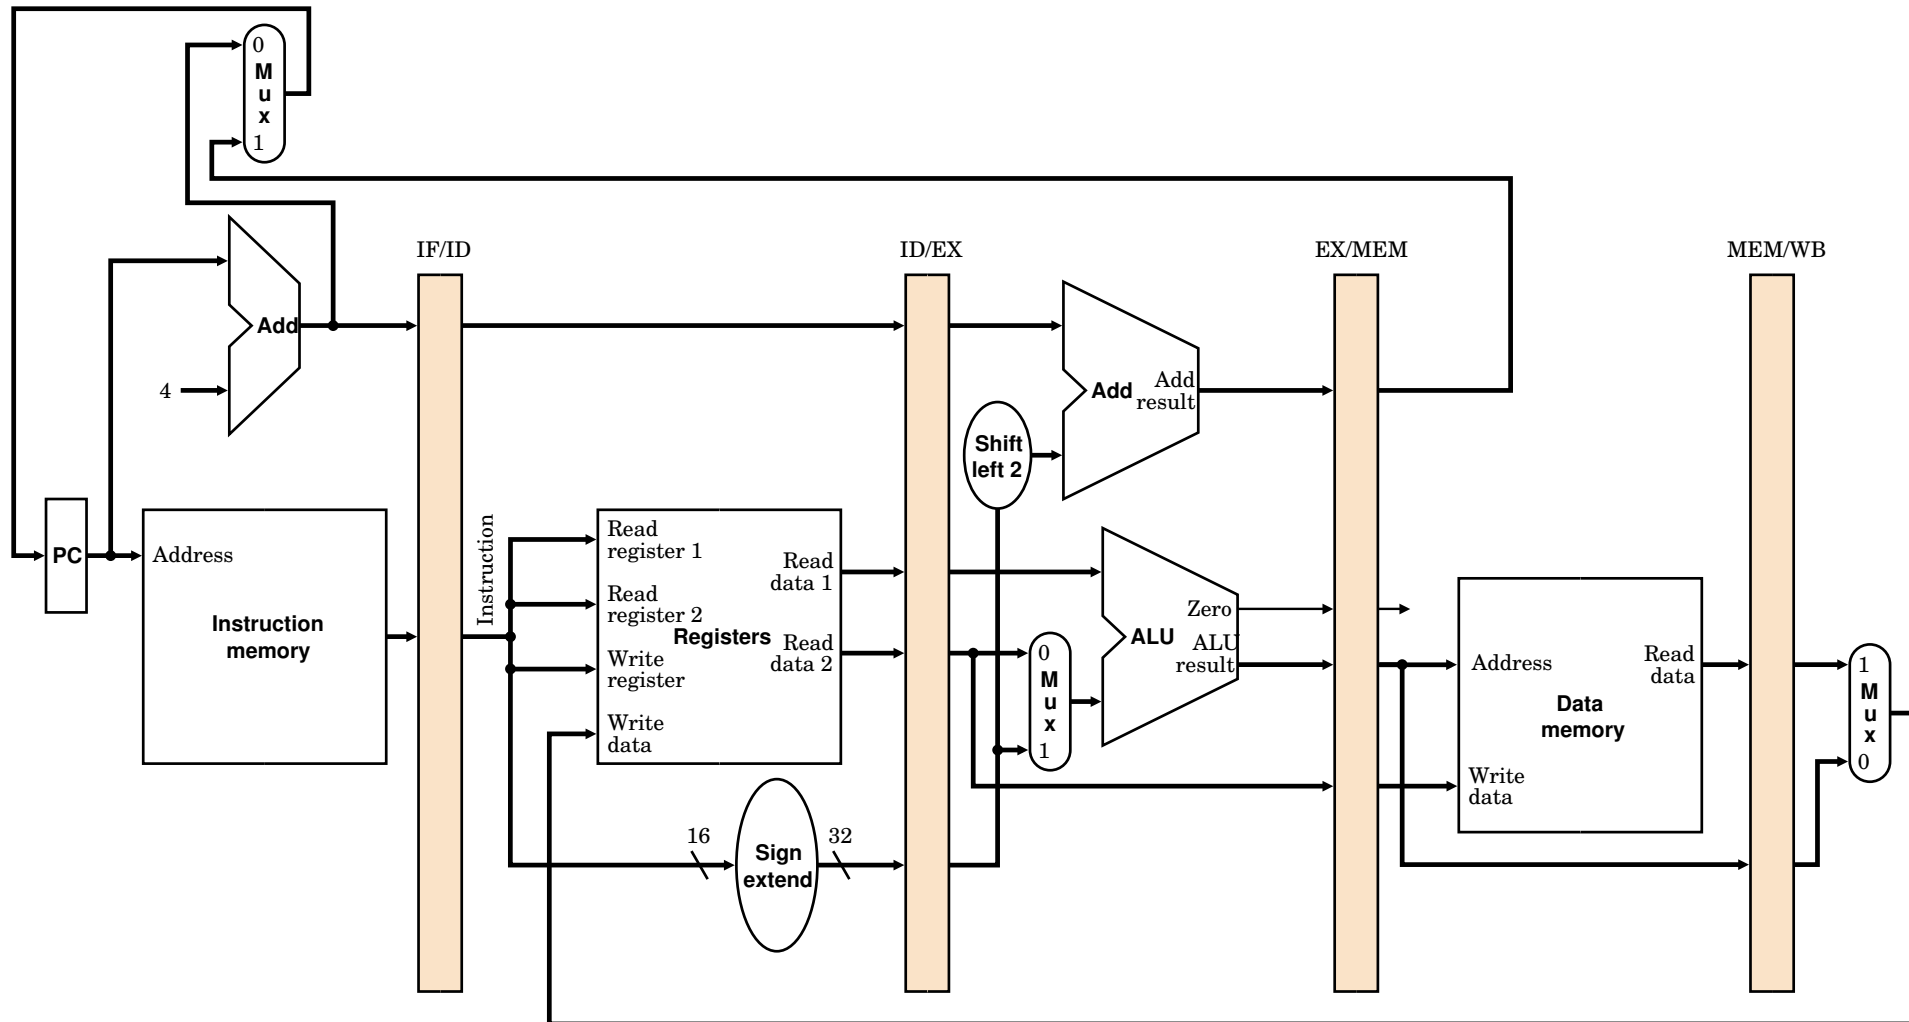 0
M
u
x
1
IF/ID
ID/EX
EX/MEM
MEM/WB
Add
4
Add
Add
result
Shift
left 2
PC
Address
Instruction
memory
Instruction
Read
register 1
Read
register 2
Write
register
Write
data
Registers
Read
data 1
Read
data 2
16
Sign
extend
32
0
M
u
x
1
ALU
Zero
ALU
result
Address
Write
data
Data
memory
Read
data
1
M
u
x
0